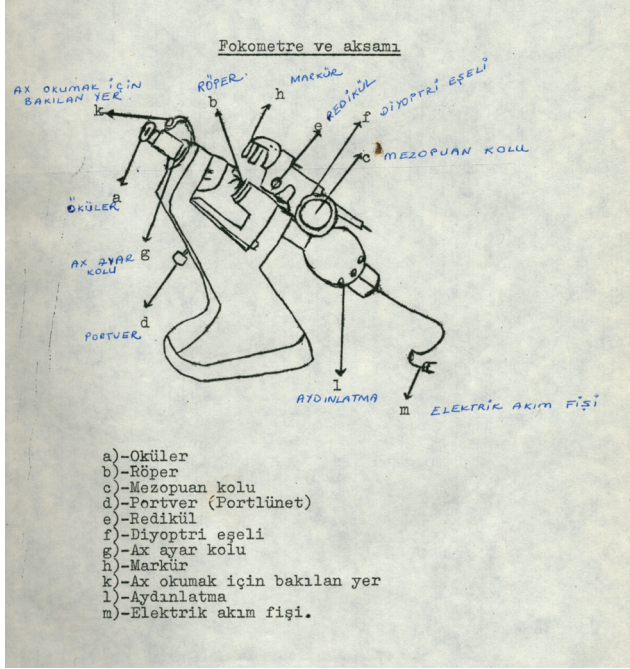 Fokometre ve aksamı
AX OKUMAK İÇİN
BAKILAN YER
k
RÖPER
b
MARKÜR
h
REDİKÜL
e
DİYOPTRİ EŞELİ
f
c MEZOPUAN KOLU
a
ÖKÜLER
AX AYAR
KOLU
g
d
PORTVER
l
AYDINLATMA
m ELEKTRİK AKIM FİŞİ
a)-Oküler
b)-Röper
c)-Mezopuan kolu
d)-Portver (Portlünet)
e)-Redikül
f)-Diyoptri eşeli
g)-Ax ayar kolu
h)-Markür
k)-Ax okumak için bakılan yer
l)-Aydınlatma
m)-Elektrik akım fişi.